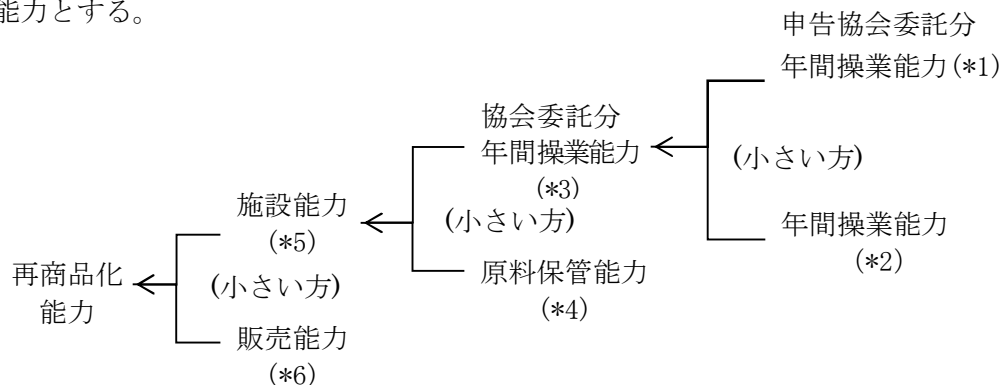 能力とする。
申告協会委託分
年間操業能力(*1)
協会委託分
年間操業能力
(*3)
(小さい方)
施設能力
(*5)
(小さい方)
年間操業能力
(*2)
再商品化
能力
(小さい方)
原料保管能力
(*4)
販売能力
(*6)